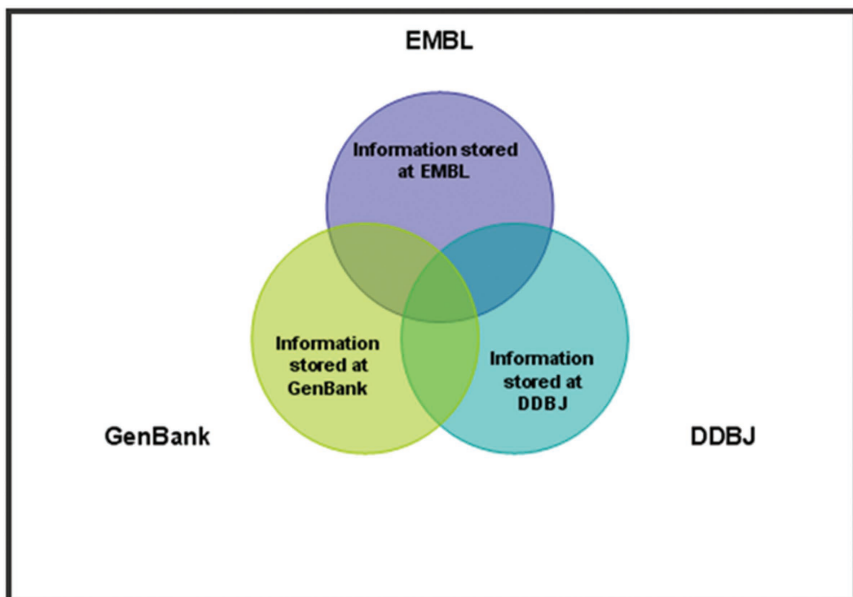 EMBL
Information stored
at EMBL
Information
stored at
GenBank
Information
stored at
DDBJ
GenBank
DDBJ